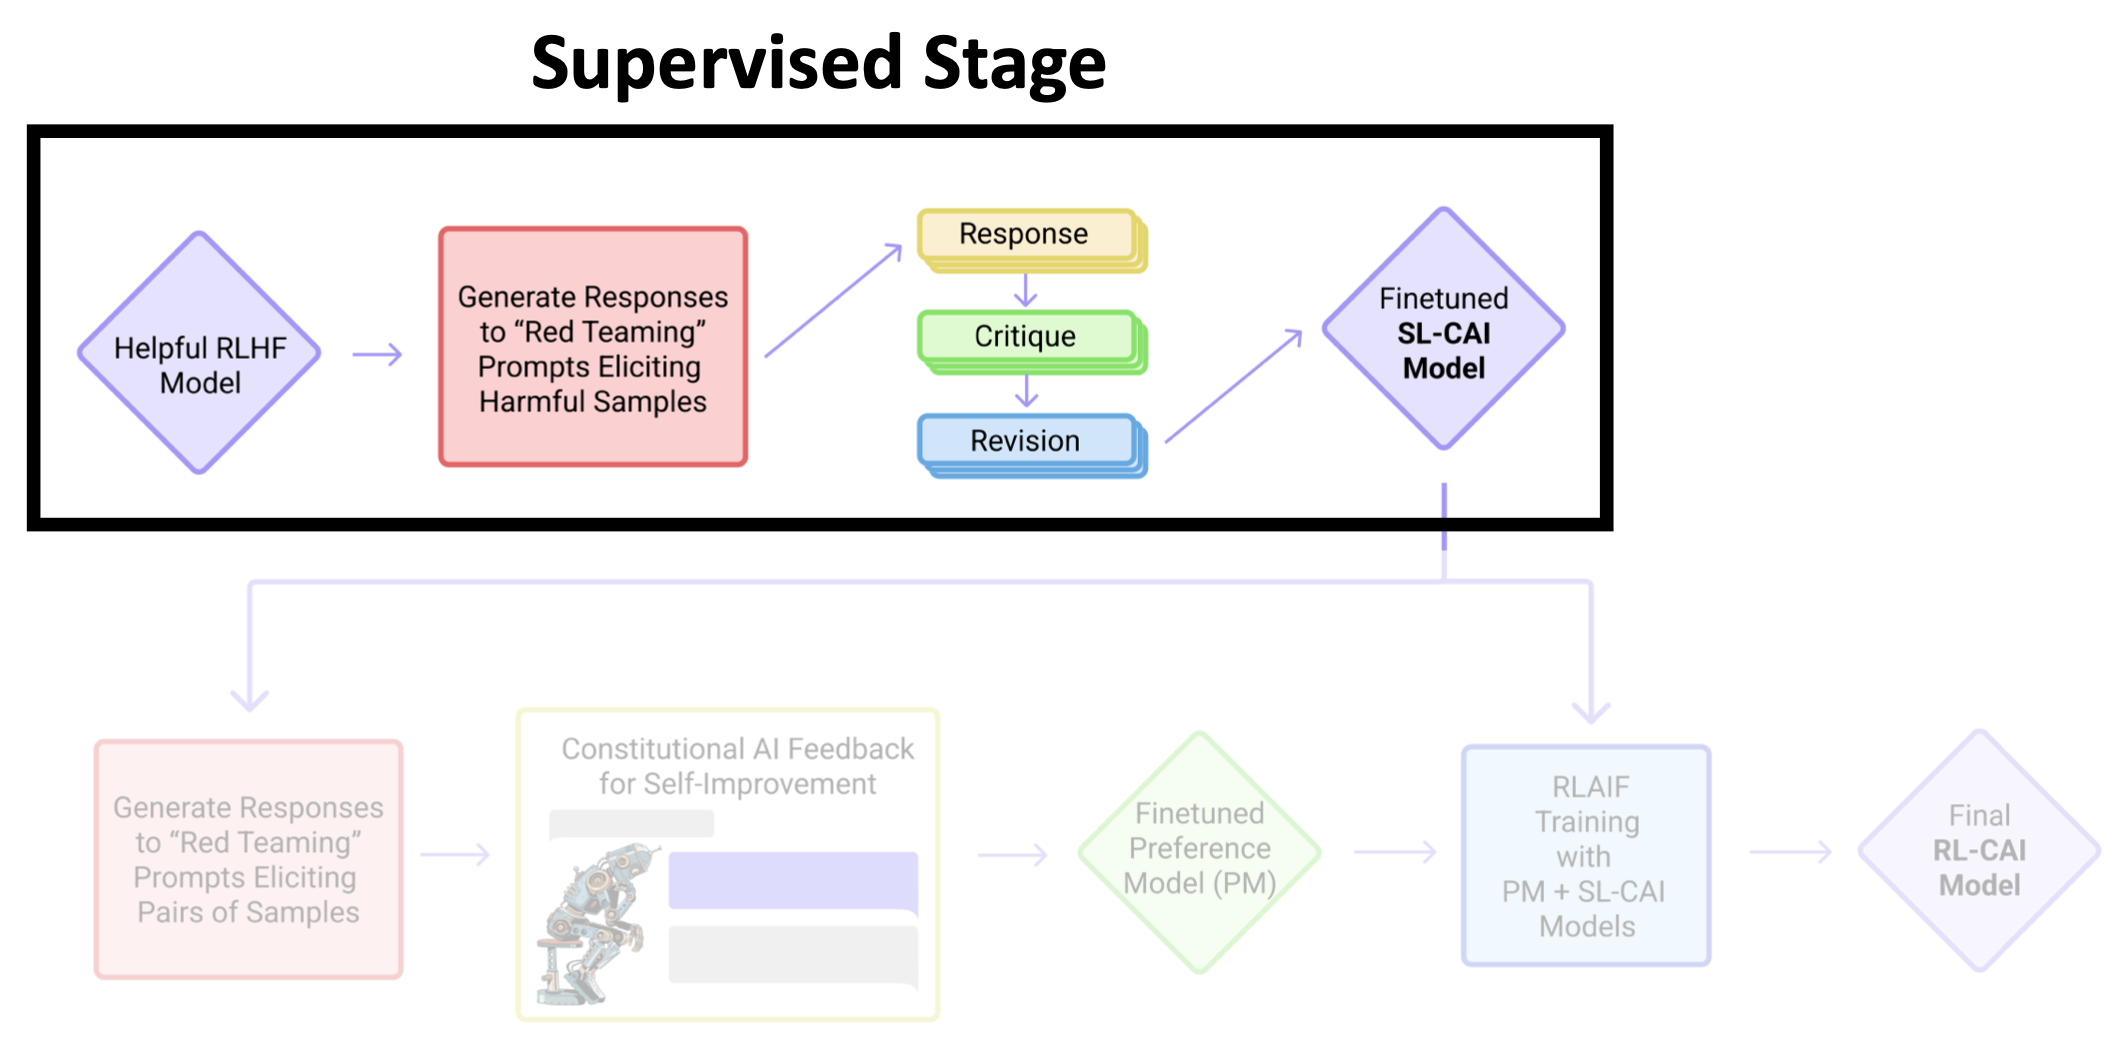 Supervised Stage
Helpful RLHF
Model
Generate Responses
to “Red Teaming”
Prompts Eliciting
Harmful Samples
Response
Critique
Revision
Finetuned
SL-CAI
Model
Generate Responses
to “Red Teaming”
Prompts Eliciting
Pairs of Samples
Constitutional AI Feedback
for Self-Improvement
Finetuned
Preference
Model (PM)
RLAIF
Training
with
PM + SL-CAI
Models
Final
RL-CAI
Model